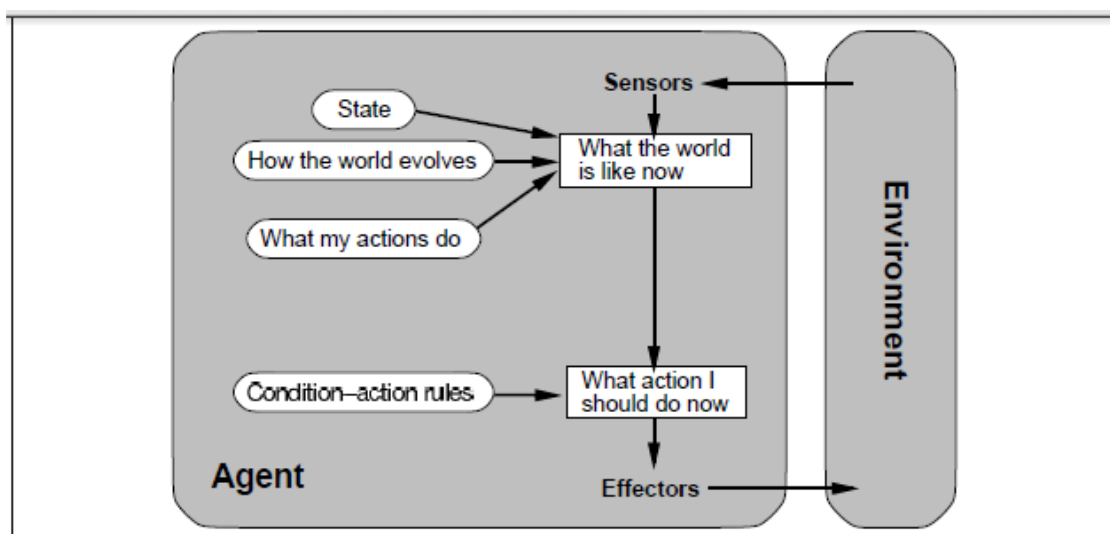 Sensors
State
What the world
is like now
How the world evolves
What my actions do
Environment
What action I
should do now
Condition–action rules
Agent
Effectors